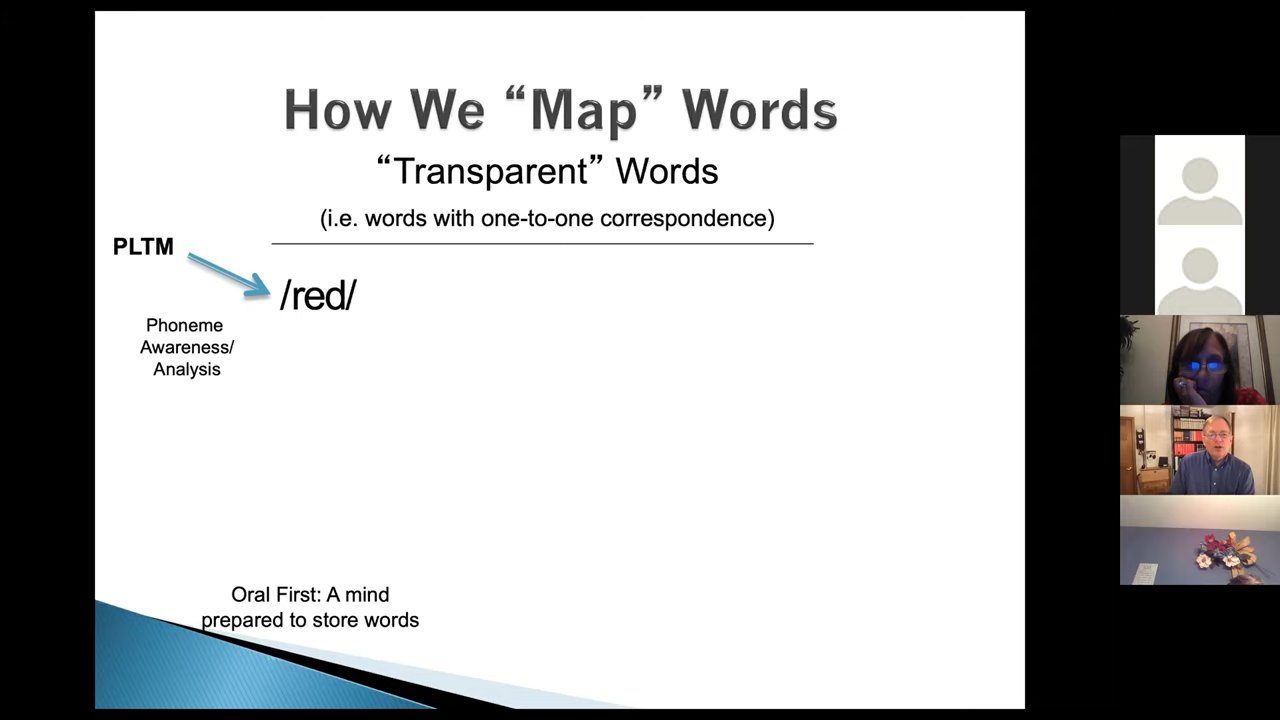 How We “Map” Words
“Transparent” Words
(i.e. words with one-to-one correspondence)
PLTM
/red/
Phoneme
Awareness/
Analysis
Oral First: A mind
prepared to store words